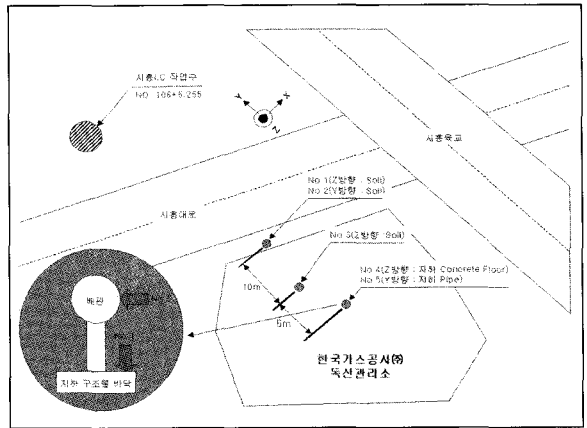 시흥I.C 작업구
NO. 106+5.255
Y
X
Z
시흥육교
No 1(Z방향 : Soil)
No 2(Y방향 : Soil)
시흥대로
No 3(Z방향 : Soil)
No 4(Z방향 : 지하 Concrete Floor)
No 5(Y방향 : 지하 Pipe)
10m
5m
배관
지하 구조물 바닥
한국가스공사(주)
독산관리소